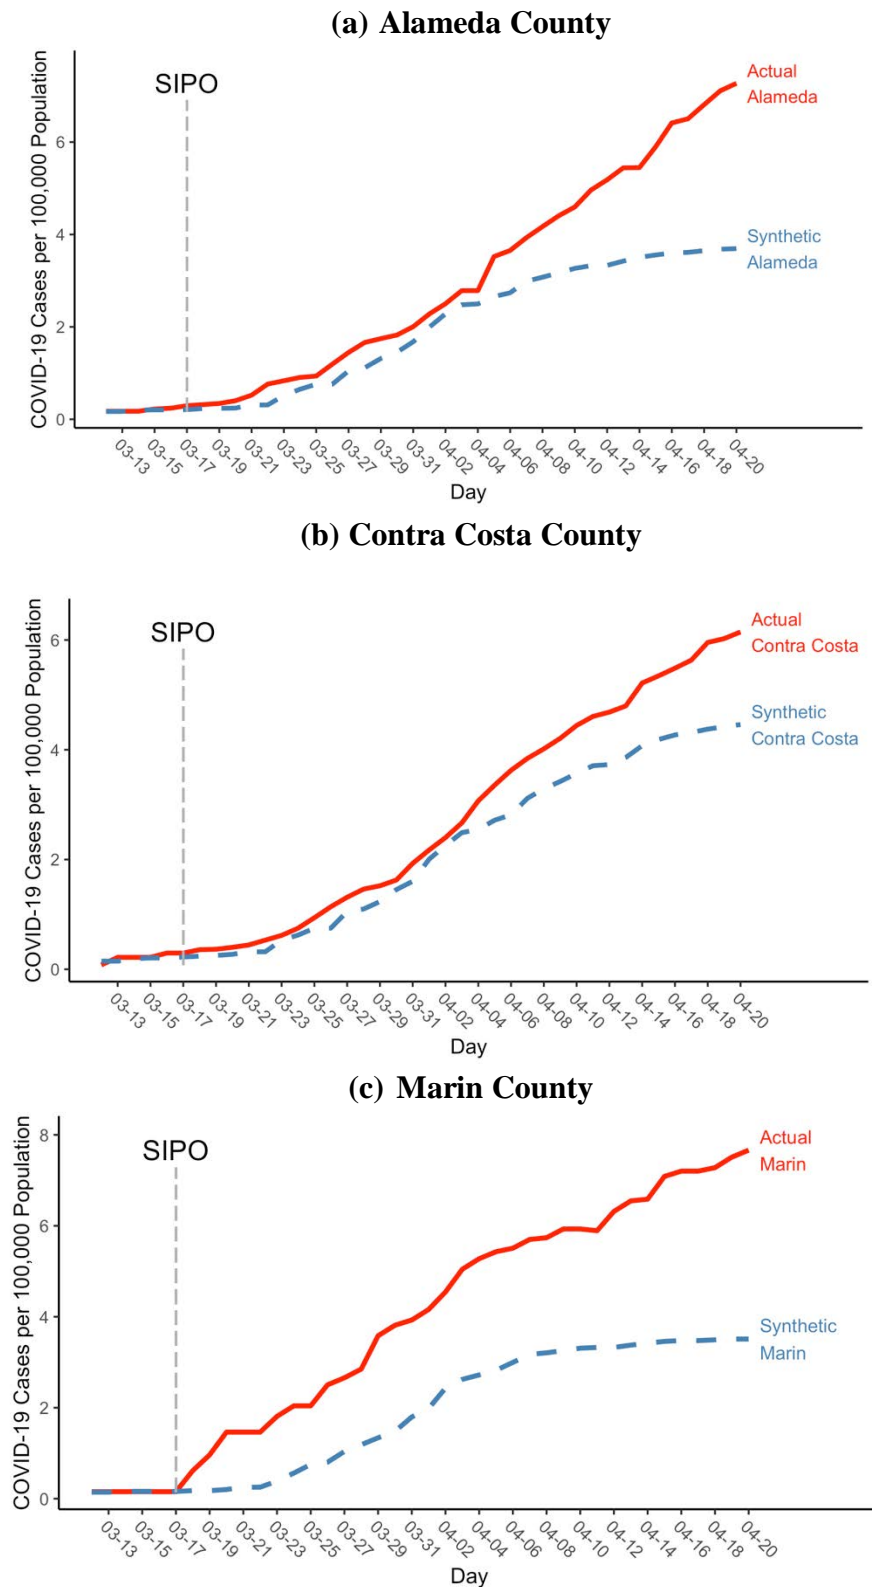 (a) Alameda County
COVID-19 Cases per 100,000 Population
SIPO
Actual
Alameda
Synthetic
Alameda
6
4
2
0
03-13 03-15 03-17 03-19 03-21 03-23 03-25 03-27 03-29 03-31 04-02 04-04 04-06 04-08 04-10 04-12 04-14 04-16 04-18 04-20
Day
(b) Contra Costa County
COVID-19 Cases per 100,000 Population
SIPO
Actual
Contra Costa
Synthetic
Contra Costa
6
4
2
0
03-13 03-15 03-17 03-19 03-21 03-23 03-25 03-27 03-29 03-31 04-02 04-04 04-06 04-08 04-10 04-12 04-14 04-16 04-18 04-20
Day
(c) Marin County
COVID-19 Cases per 100,000 Population
SIPO
Actual
Marin
Synthetic
Marin
8
6
4
2
0
03-13 03-15 03-17 03-19 03-21 03-23 03-25 03-27 03-29 03-31 04-02 04-04 04-06 04-08 04-10 04-12 04-14 04-16 04-18 04-20
Day